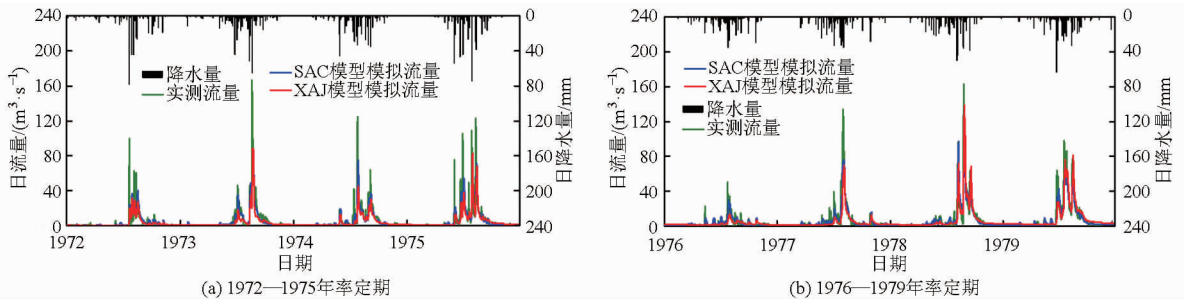 240
200
160
120
80
40
0
日流量/(m³·s⁻¹)
0
40
80
120
160
200
240
日降水量/mm
降水量
实测流量
SAC模型模拟流量
XAJ模型模拟流量
1972
1973
1974
1975
日期
(a) 1972—1975年率定期
240
200
160
120
80
40
0
日流量/(m³·s⁻¹)
0
40
80
120
160
200
240
日降水量/mm
SAC模型模拟流量
XAJ模型模拟流量
降水量
实测流量
1976
1977
1978
1979
日期
(b) 1976—1979年率定期